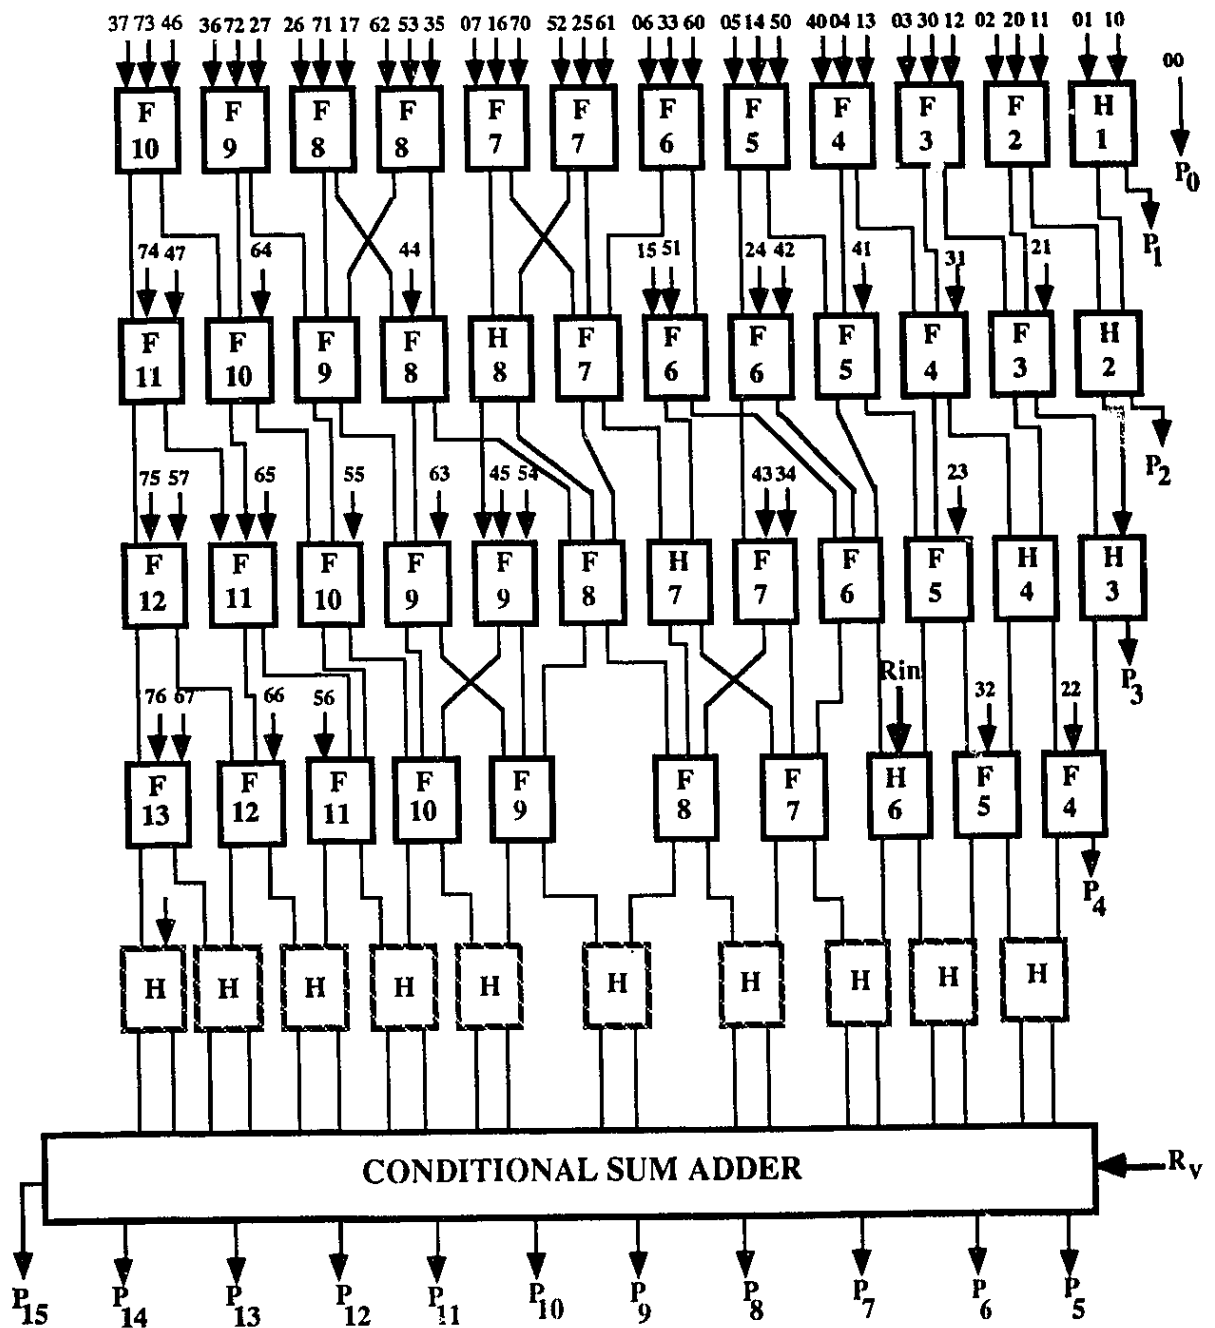 37 73 46 36 72 27 26 71 17 62 53 35 07 16 70 52 25 61 06 33 60 05 14 50 40 04 13 03 30 12 02 20 11 01 10
00
F F F F F F F F F F F H
10 9 8 8 7 7 6 5 4 3 2 1
P0
P1
74 47 64 44 15 51 24 42 41 31 21
F F F F H F F F F F F H
11 10 9 8 8 7 6 6 5 4 3 2
P2
75 57 65 55 63 45 54 43 34 23
F F F F F F H F F F H H
12 11 10 9 9 8 7 7 6 5 4 3
P3
76 67 66 56 Rin 32 22
F F F F F F F H F F
13 12 11 10 9 8 7 6 5 4
P4
H H H H H H H H H H
CONDITIONAL SUM ADDER
RV
P15 P14 P13 P12 P11 P10 P9 P8 P7 P6 P5